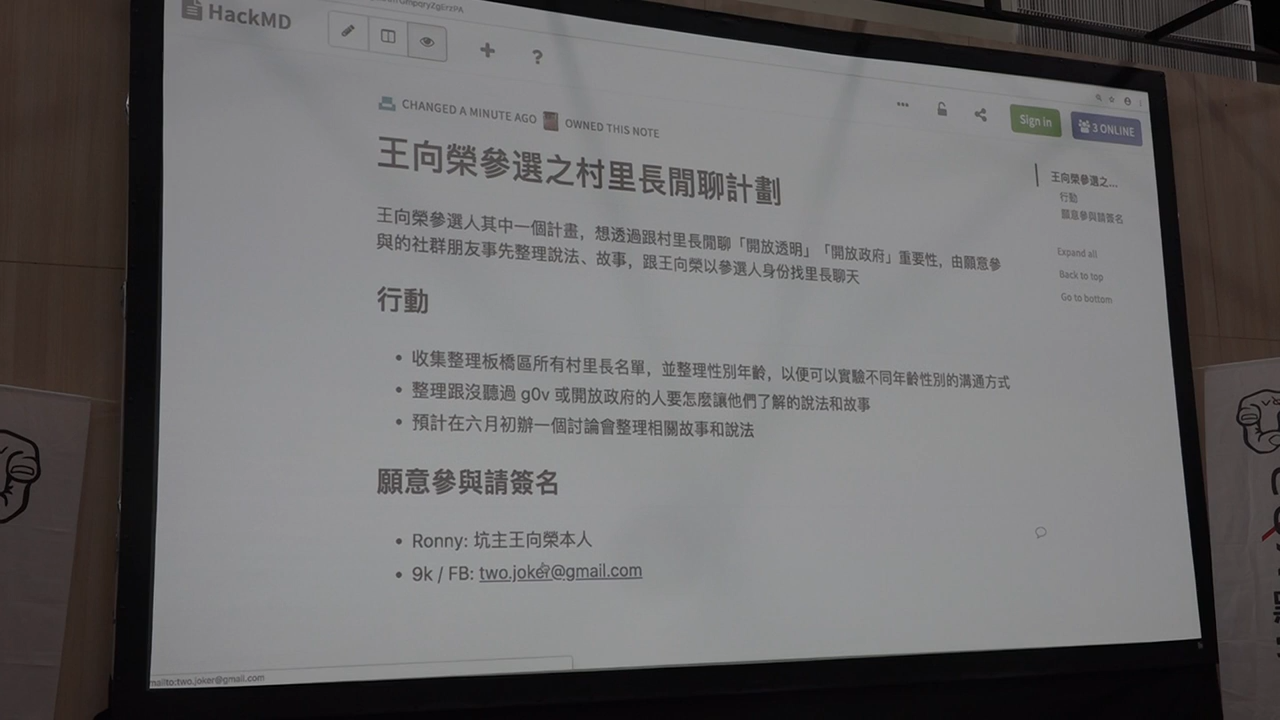 HackMD
CHANGED A MINUTE AGO OWNED THIS NOTE
Sign in
3 ONLINE
王向榮參選之村里長閒聊計劃
王向榮參選人其中一個計畫，想透過跟村里長閒聊「開放透明」「開放政府」重要性，由願意參
與的社群朋友事先整理說法、故事，跟王向榮以參選人身份找里長聊天
行動
收集整理板橋區所有村里長名單，並整理性別年齡，以便可以實驗不同年齡性別的溝通方式
整理跟沒聽過 g0v 或開放政府的人要怎麼讓他們了解的說法和故事
預計在六月初辦一個討論會整理相關故事和說法
願意參與請簽名
Ronny: 坑主王向榮本人
9k / FB: two.joker@gmail.com
王向榮參選之...
行動
願意參與請簽名
Expand all
Back to top
Go to bottom
mailto:two.joker@gmail.com